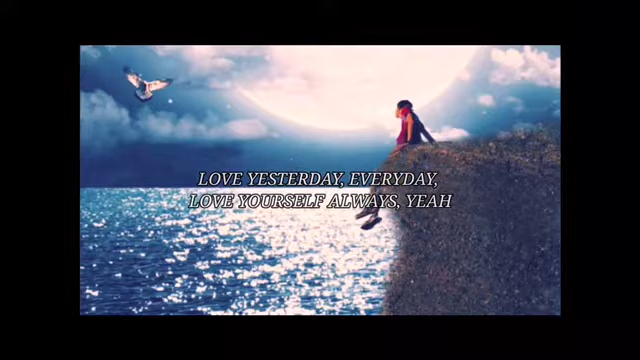 LOVE YESTERDAY, EVERYDAY,
LOVE YOURSELF ALWAYS, YEAH